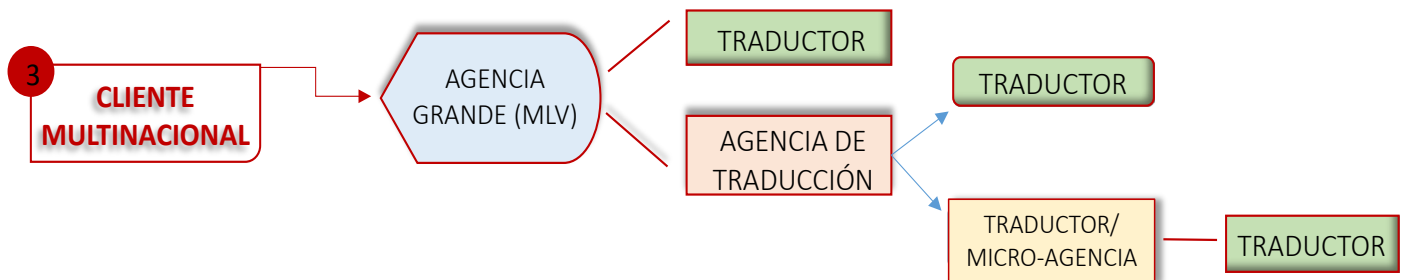 3
CLIENTE
MULTINACIONAL
AGENCIA
GRANDE (MLV)
TRADUCTOR
AGENCIA DE
TRADUCCIÓN
TRADUCTOR
TRADUCTOR/
MICRO-AGENCIA
TRADUCTOR